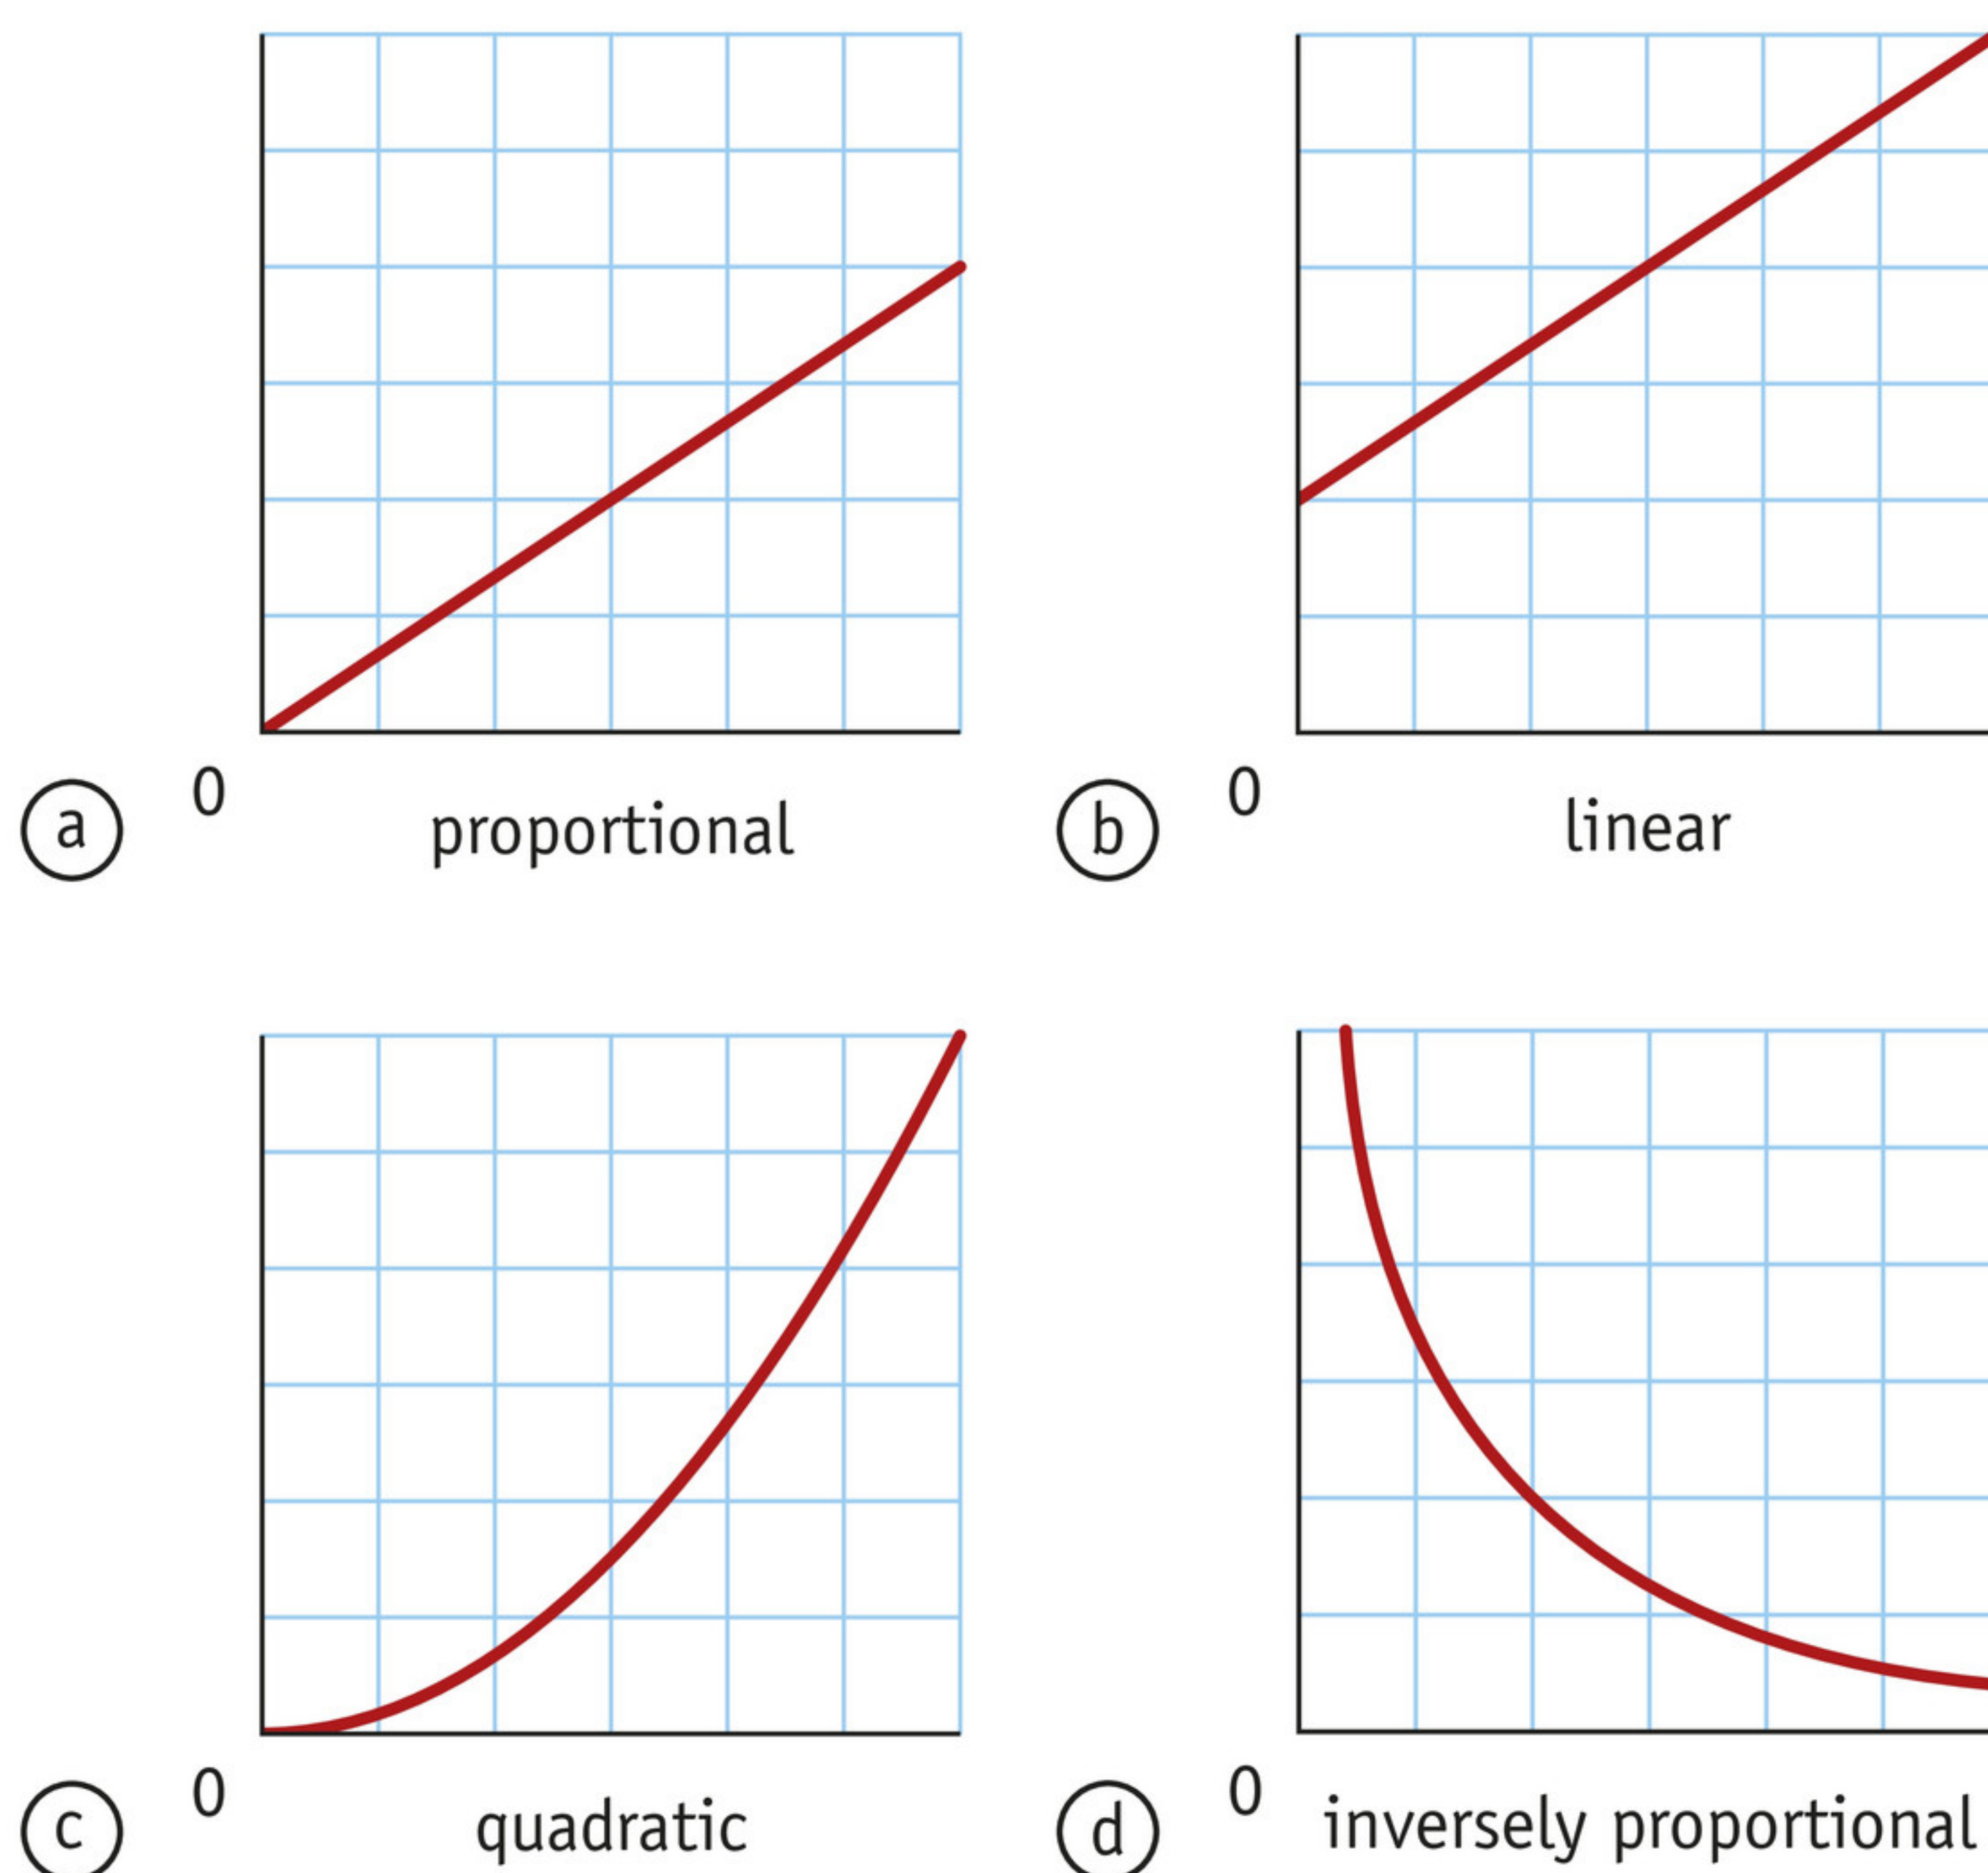 0
0
a
proportional
b
linear
0
0
c
quadratic
d
inversely proportional